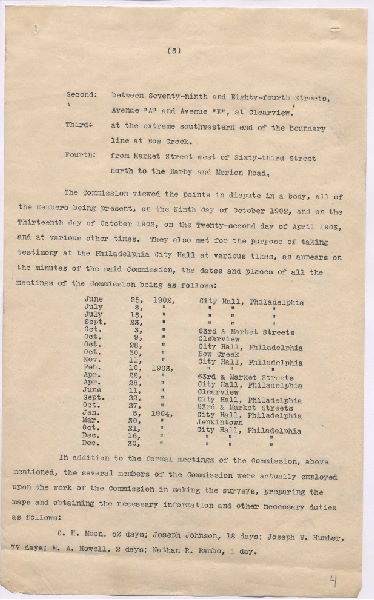 (3)
Second: between Seventy-ninth and Eighty-fourth Streets,
Avenue "A" and Avenue "E", at Clearview.
Third: at the extreme southwestern end of the boundary
line at Bow Creek.
Fourth: from Market Street west of Sixty-third Street
north to the Darby and Merion Road.
The Commission viewed the points in dispute in a body, all of
the members being present, on the Ninth day of October 1902, and on the
Thirteenth day of October 1902, on the Twenty-second day of April 1903,
and at various other times. They also met for the purpose of taking
testimony at the Philadelphia City Hall at various times, as appears on
the minutes of the said Commission, the dates and places of all the
meetings of the Commission being as follows:
June 25, 1902, City Hall, Philadelphia
July " " " "
July " " " "
Sept. 23, " " " "
Oct. 3, " 63rd & Market Streets
Oct. 9, " Clearview
Oct. " City Hall, Philadelphia
Oct. 30, " Bow Creek
Nov. 12, " City Hall, Philadelphia
Feb. 10, 1903, " " "
Apr. 22, " 63rd & Market Streets
Apr. 28, " City Hall, Philadelphia
June 11, " Clearview
Sept. 22, " City Hall, Philadelphia
Oct. 27, " 63rd & Market Streets
Jan. 1904, City Hall, Philadelphia
Mar. 30, " Jenkintown
Oct. 21, " City Hall, Philadelphia
Dec. " " " "
Dec. " " " "
In addition to the formal meetings of the Commission, above
mentioned, the several members of the Commission were actually employed
upon the work of the Commission in making the surveys, preparing the
maps and obtaining the necessary information and other necessary duties
as follows:
C. H. Moon, 52 days; Joseph Johnson, 12 days; Joseph W. Hunter,
77 days; W. A. Howell, 2 days; Nathan R. Rambo, 1 day.
4